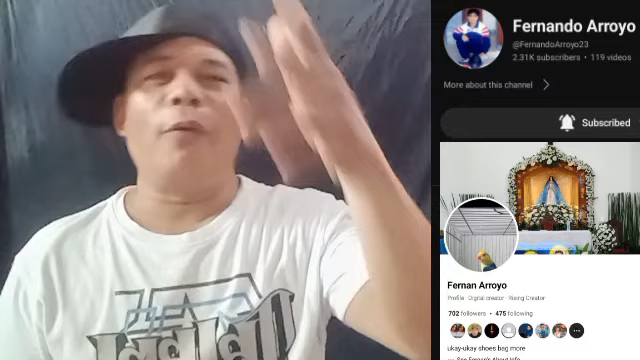 Fernando Arroyo
@FernandoArroyo23
2.31K subscribers • 119 videos
More about this channel
Subscribed
Fernan Arroyo
Profile · Digital creator · Rising Creator
702 followers • 475 following
ukay-ukay shoes bag more